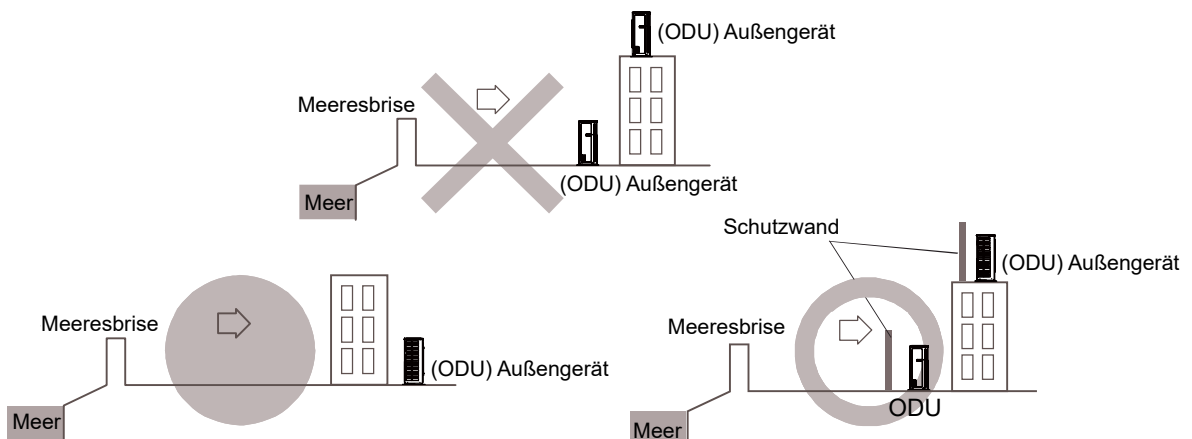 (ODU) Außengerät
Meeresbrise
(ODU) Außengerät
Meer
Schutzwand
(ODU) Außengerät
Meeresbrise
(ODU) Außengerät
Meer
Meeresbrise
ODU
Meer